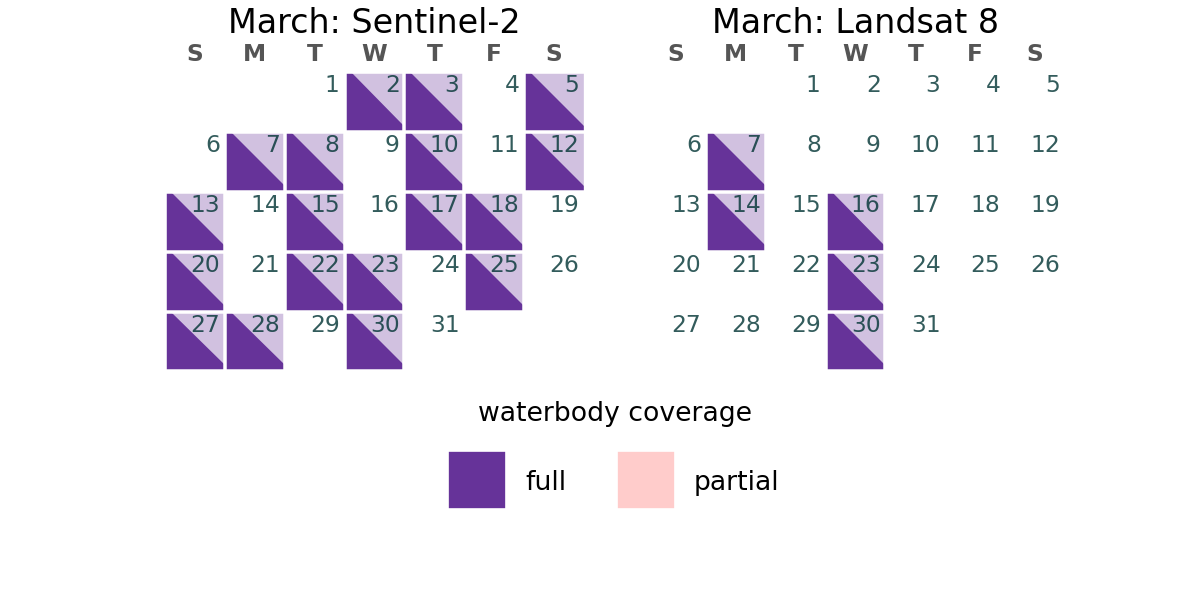 March: Sentinel-2
S M T W T F S
1 2 3 4 5
6 7 8 9 10 11 12
13 14 15 16 17 18 19
20 21 22 23 24 25 26
27 28 29 30 31
March: Landsat 8
S M T W T F S
1 2 3 4 5
6 7 8 9 10 11 12
13 14 15 16 17 18 19
20 21 22 23 24 25 26
27 28 29 30 31
waterbody coverage
full partial